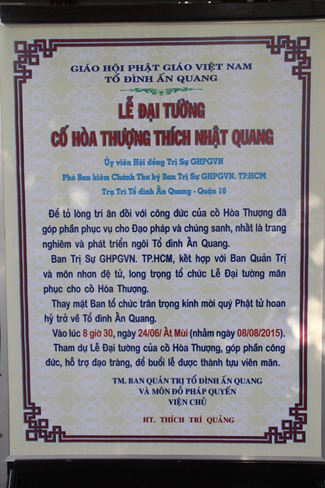 GIÁO HỘI PHẬT GIÁO VIỆT NAM
TỔ ĐÌNH ẤN QUANG
LỄ ĐẠI TƯỜNG
CỐ HÒA THƯỢNG THÍCH NHẬT QUANG
Ủy viên Hội đồng Trị Sự GHPGVN
Phó Ban kiêm Chánh Thư ký Ban Trị Sự GHPGVN. TP.HCM
Trụ Trì Tổ đình Ấn Quang - Quận 10
Để tỏ lòng tri ân đối với công đức của cố Hòa Thượng đã
góp phần phục vụ cho Đạo pháp và chúng sanh, nhất là trang
nghiêm và phát triển ngôi Tổ đình Ấn Quang.
Ban Trị Sự GHPGVN. TP.HCM, kết hợp với Ban Quản Trị
và môn nhơn đệ tử, long trọng tổ chức Lễ Đại tường mãn
phục cho cố Hòa Thượng.
Thay mặt Ban tổ chức trân trọng kính mời quý Phật tử hoan
hỷ trở về Tổ đình Ấn Quang.
Vào lúc 8 giờ 30, ngày 24/06/ Ất Mùi (nhằm ngày 08/08/2015).
Tham dự Lễ Đại tường của cố Hòa Thượng, góp phần công
đức, hỗ trợ đạo tràng, để buổi lễ được thành tựu viên mãn.
TM. BAN QUẢN TRỊ TỔ ĐÌNH ẤN QUANG
VÀ MÔN ĐỒ PHÁP QUYẾN
VIỆN CHỦ
HT. THÍCH TRÍ QUẢNG